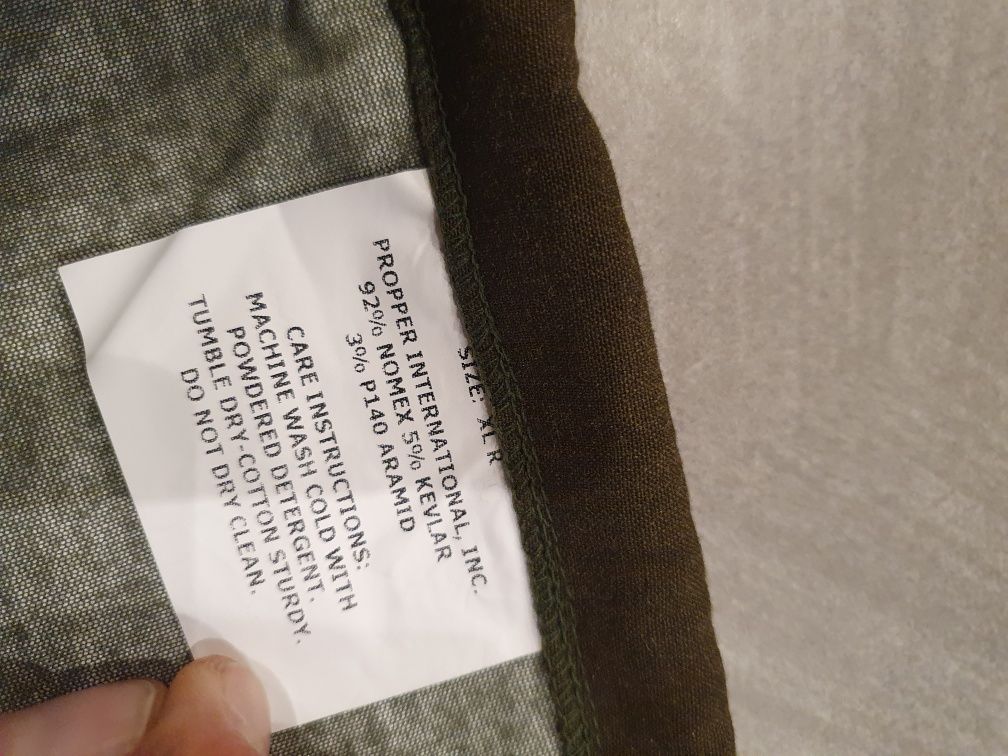 SIZE: XL R
PROPPER INTERNATIONAL, INC.
92% NOMEX 5% KEVLAR
3% P140 ARAMID
CARE INSTRUCTIONS:
MACHINE WASH COLD WITH
POWDERED DETERGENT.
TUMBLE DRY-COTTON STURDY.
DO NOT DRY CLEAN.